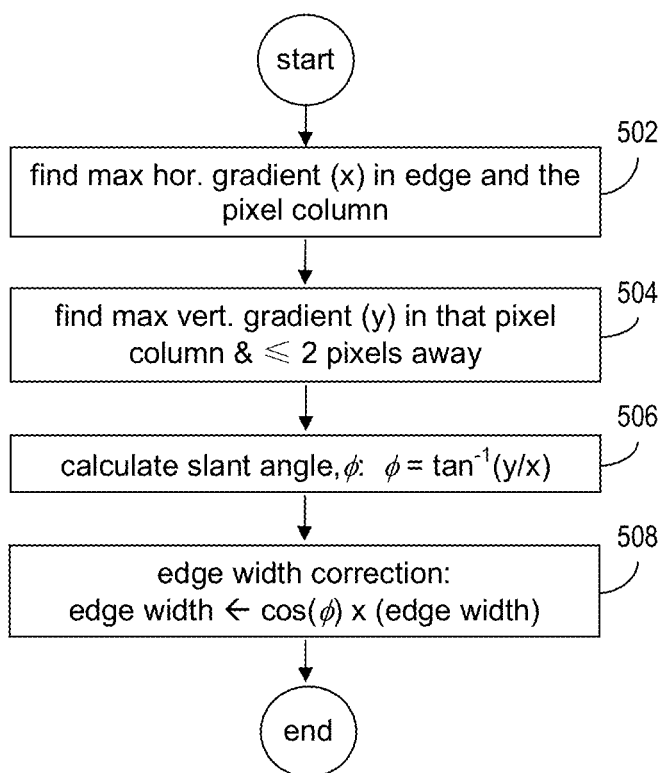 start
502
find max hor. gradient (x) in edge and the
pixel column
504
find max vert. gradient (y) in that pixel
column & ≤ 2 pixels away
506
calculate slant angle,ϕ: ϕ = tan⁻¹(y/x)
508
edge width correction:
edge width ← cos(ϕ) x (edge width)
end